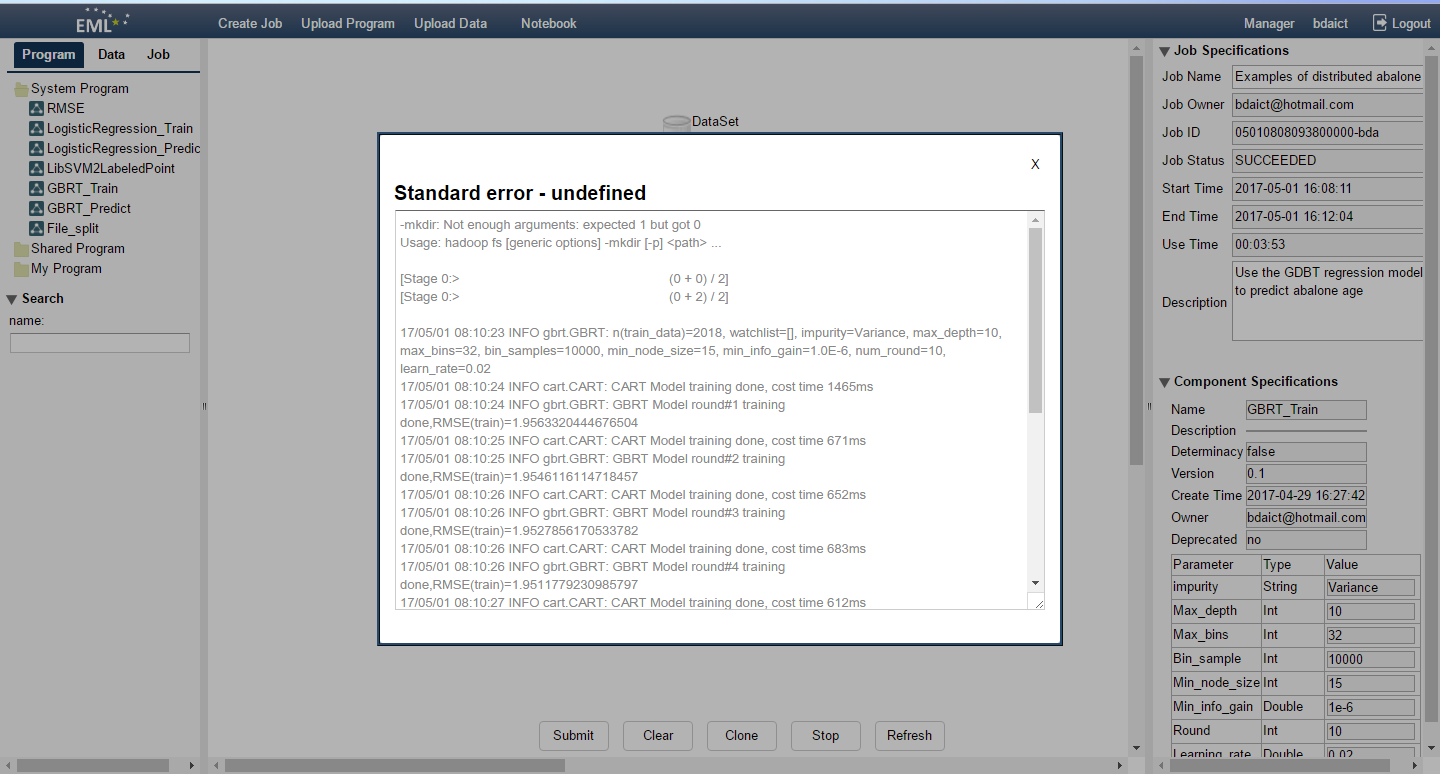 EML
Create Job
Upload Program
Upload Data
Notebook
Manager
bdaict
Logout
Program
Data
Job
System Program
RMSE
LogisticRegression_Train
LogisticRegression_Predic
LibSVM2LabeledPoint
GBRT_Train
GBRT_Predict
File_split
Shared Program
My Program
Search
name:
DataSet
X
Standard error - undefined
-mkdir: Not enough arguments: expected 1 but got 0
Usage: hadoop fs [generic options] -mkdir [-p] <path> ...
[Stage 0:> (0 + 0) / 2]
[Stage 0:> (0 + 2) / 2]
17/05/01 08:10:23 INFO gbrt.GBRT: n(train_data)=2018, watchlist=[], impurity=Variance, max_depth=10,
max_bins=32, bin_samples=10000, min_node_size=15, min_info_gain=1.0E-6, num_round=10,
learn_rate=0.02
17/05/01 08:10:24 INFO cart.CART: CART Model training done, cost time 1465ms
17/05/01 08:10:24 INFO gbrt.GBRT: GBRT Model round#1 training
done,RMSE(train)=1.9563320444676504
17/05/01 08:10:25 INFO cart.CART: CART Model training done, cost time 671ms
17/05/01 08:10:25 INFO gbrt.GBRT: GBRT Model round#2 training
done,RMSE(train)=1.9546116114718457
17/05/01 08:10:26 INFO cart.CART: CART Model training done, cost time 652ms
17/05/01 08:10:26 INFO gbrt.GBRT: GBRT Model round#3 training
done,RMSE(train)=1.9527856170533782
17/05/01 08:10:26 INFO cart.CART: CART Model training done, cost time 683ms
17/05/01 08:10:26 INFO gbrt.GBRT: GBRT Model round#4 training
done,RMSE(train)=1.9511779230985797
17/05/01 08:10:27 INFO cart.CART: CART Model training done, cost time 612ms
Submit
Clear
Clone
Stop
Refresh
Job Specifications
Job Name Examples of distributed abalone
Job Owner bdaict@hotmail.com
Job ID 05010808093800000-bda
Job Status SUCCEEDED
Start Time 2017-05-01 16:08:11
End Time 2017-05-01 16:12:04
Use Time 00:03:53
Description Use the GDBT regression model
to predict abalone age
Component Specifications
Name GBRT_Train
Description
Determinacy false
Version 0.1
Create Time 2017-04-29 16:27:42
Owner bdaict@hotmail.com
Deprecated no
Parameter Type Value
impurity String Variance
Max_depth Int 10
Max_bins Int 32
Bin_sample Int 10000
Min_node_size Int 15
Min_info_gain Double 1e-6
Round Int 10
Learning_rate Double 0.02